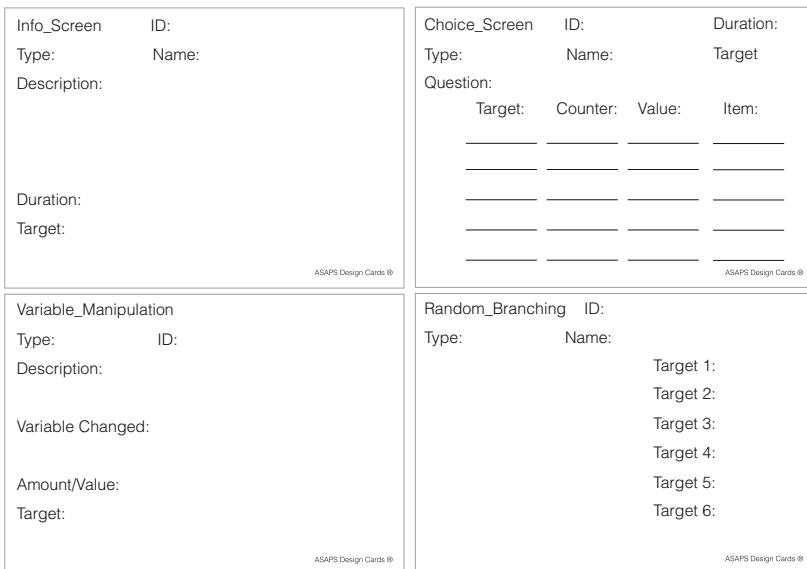 Info_Screen ID:
Type: Name:
Description:
Duration:
Target:
ASAPS Design Cards ®
Choice_Screen ID: Duration:
Type: Name: Target
Question:
Target: Counter: Value: Item:
ASAPS Design Cards ®
Variable_Manipulation
Type: ID:
Description:
Variable Changed:
Amount/Value:
Target:
ASAPS Design Cards ®
Random_Branching ID:
Type: Name:
Target 1:
Target 2:
Target 3:
Target 4:
Target 5:
Target 6:
ASAPS Design Cards ®